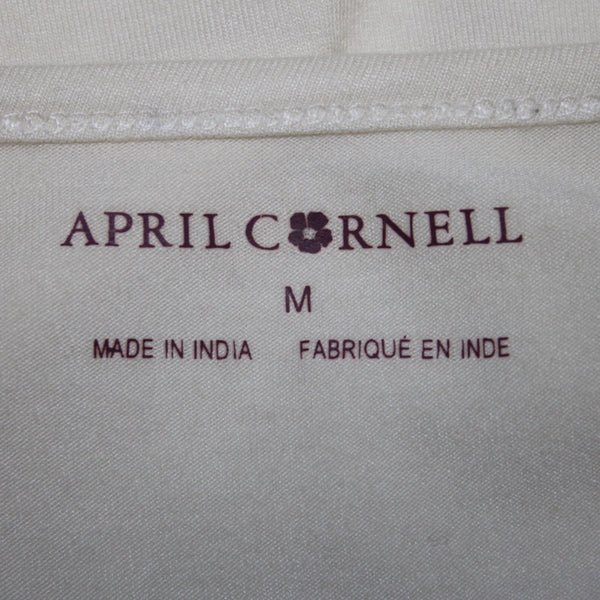 APRIL CORNELL
M
MADE IN INDIA FABRIQUÉ EN INDE